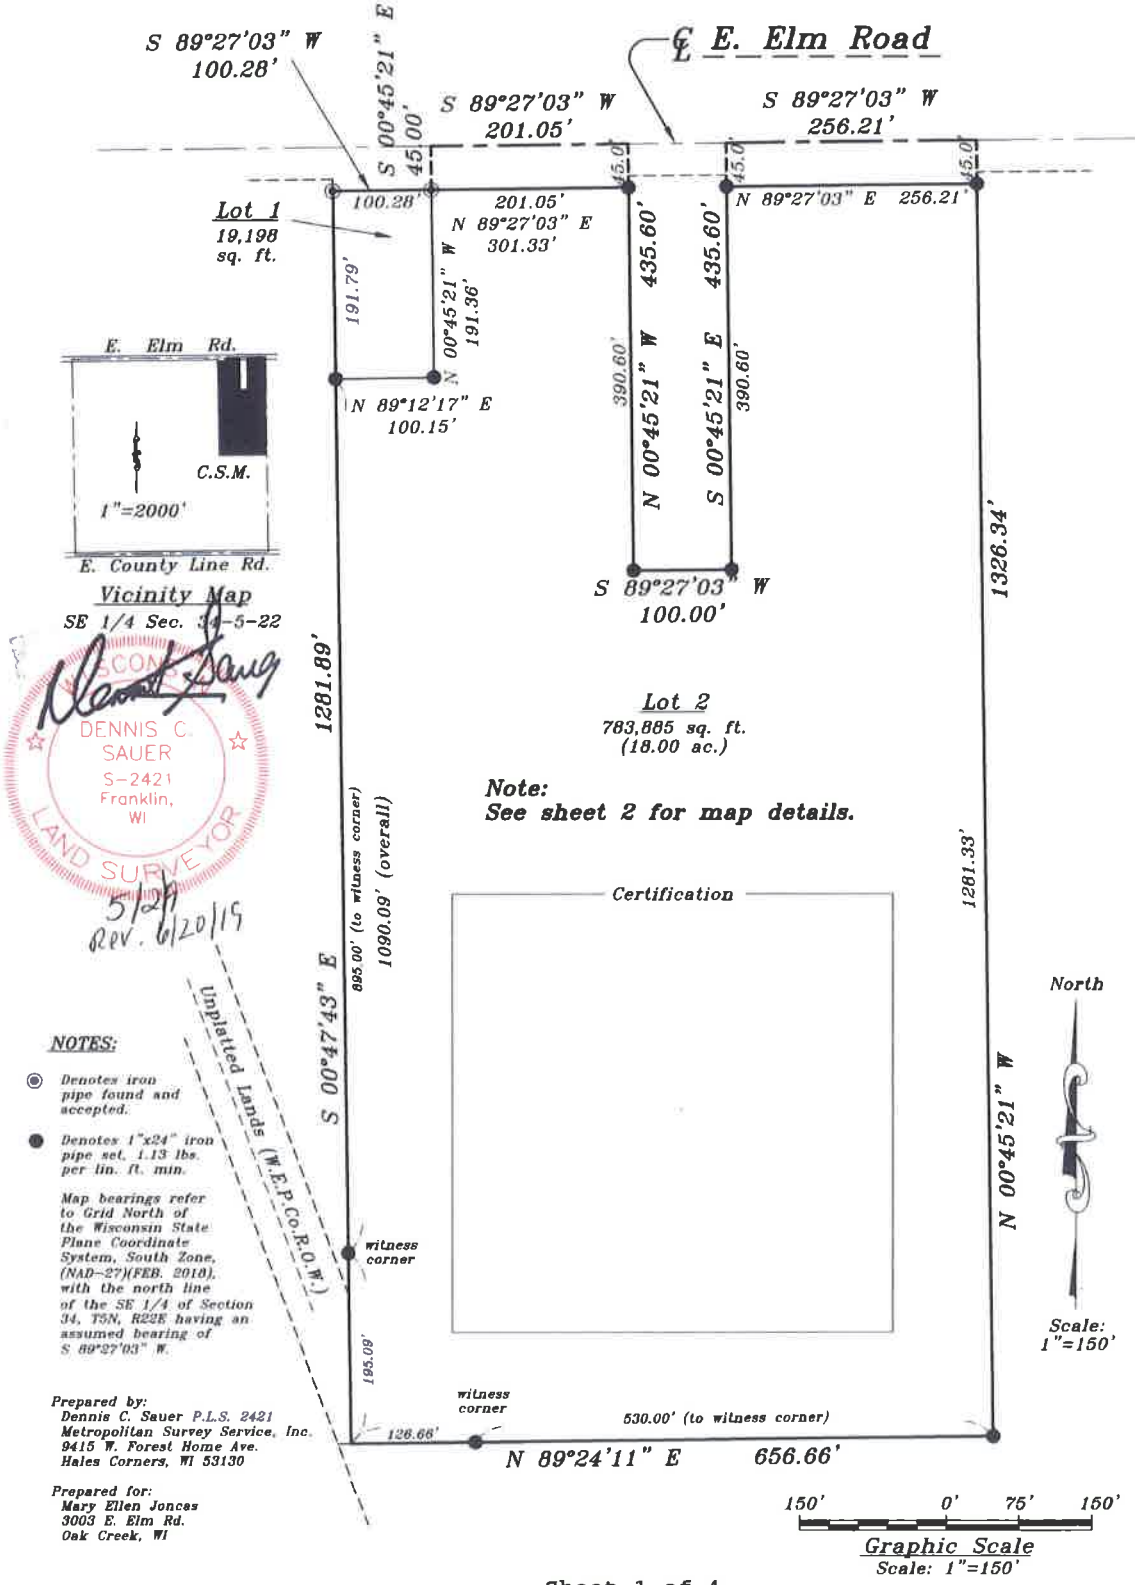 S 89°27'03" W
100.28'
S 00°45'21" E
45.00'
℄ E. Elm Road
S 89°27'03" W
201.05'
S 89°27'03" W
256.21'
45.0'
45.0'
45.0'
100.28'
201.05'
N 89°27'03" E
301.33'
N 89°27'03" E 256.21'
Lot 1
19,198
sq. ft.
191.79'
N 00°45'21" W
191.36'
N 89°12'17" E
100.15'
N 00°45'21" W 435.60'
390.60'
S 00°45'21" E 435.60'
390.60'
S 89°27'03" W
100.00'
E. Elm Rd.
C.S.M.
1"=2000'
E. County Line Rd.
Vicinity Map
SE 1/4 Sec. 34-5-22
1326.34'
1281.33'
N 00°45'21" W
1281.89'
S 00°47'43" E
895.00' (to witness corner)
1090.09' (overall)
Lot 2
783,885 sq. ft.
(18.00 ac.)
Note:
See sheet 2 for map details.
WISCONSIN
DENNIS C.
SAUER
S-2421
Franklin,
WI
LAND SURVEYOR
Rev. 6/20/19
Certification
Unplatted Lands (W.E.P.Co.R.O.W.)
North
Scale:
1"=150'
NOTES:
Denotes iron
pipe found and
accepted.
Denotes 1"x24" iron
pipe set, 1.13 lbs.
per lin. ft. min.
Map bearings refer
to Grid North of
the Wisconsin State
Plane Coordinate
System, South Zone,
(NAD-27)(FEB. 2018),
with the north line
of the SE 1/4 of Section
34, T5N, R22E having an
assumed bearing of
S 89°27'03" W.
witness
corner
195.09'
witness
corner
126.66'
530.00' (to witness corner)
N 89°24'11" E 656.66'
Prepared by:
Dennis C. Sauer P.L.S. 2421
Metropolitan Survey Service, Inc.
9415 W. Forest Home Ave.
Hales Corners, WI 53130
Prepared for:
Mary Ellen Joncas
3003 E. Elm Rd.
Oak Creek, WI
150' 0' 75' 150'
Graphic Scale
Scale: 1"=150'
Sheet 1 of 4